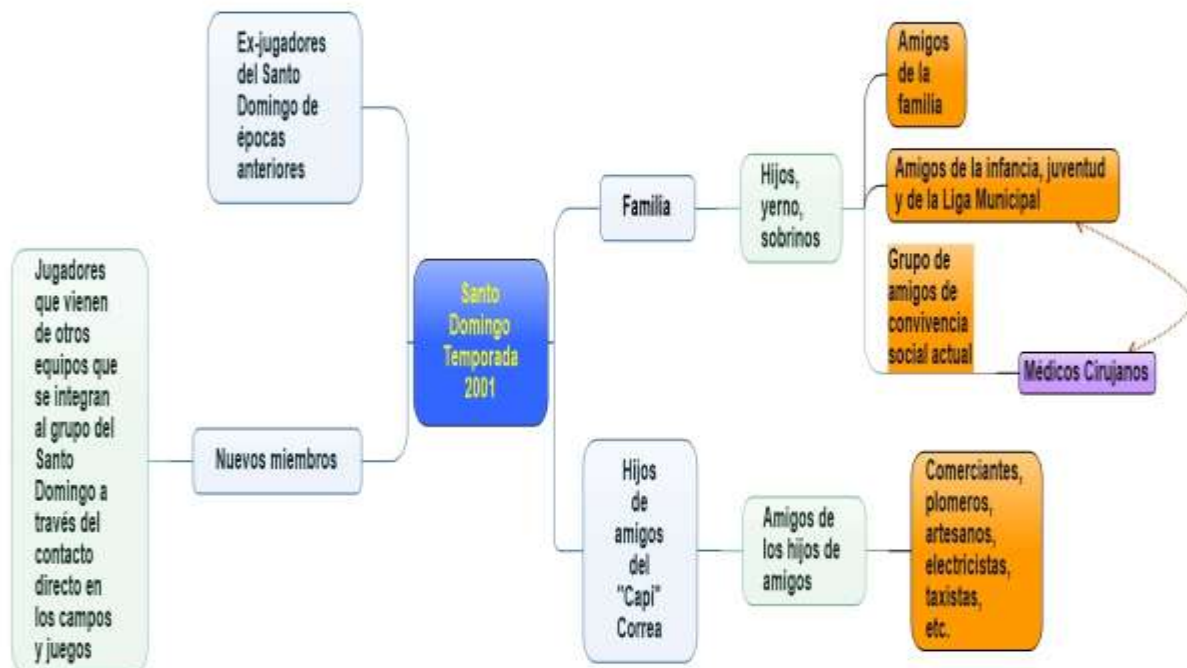 Ex-jugadores
del Santo
Domingo de
épocas
anteriores
Jugadores
que vienen
de otros
equipos que
se integran
al grupo del
Santo
Domingo a
través del
contacto
directo en
los campos
y juegos
Nuevos miembros
Santo
Domingo
Temporada
2001
Familia
Hijos,
yerno,
sobrinos
Amigos
de la
familia
Amigos de la infancia, juventud
y de la Liga Municipal
Grupo de
amigos de
convivencia
social actual
Médicos Cirujanos
Hijos
de
amigos
del
"Capi"
Correa
Amigos de
los hijos de
amigos
Comerciantes,
plomeros,
artesanos,
electricistas,
taxistas,
etc.